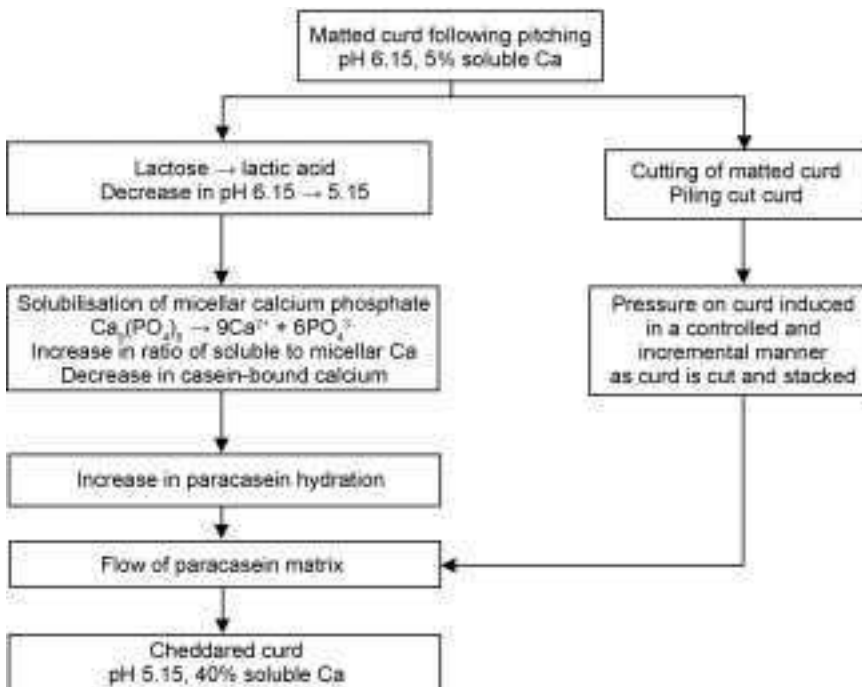 Matted curd following pitching
pH 6.15, 5% soluble Ca
Lactose → lactic acid
Decrease in pH 6.15 → 5.15
Cutting of matted curd
Piling cut curd
Solubilisation of micellar calcium phosphate
Ca₉(PO₄)₆ → 9Ca²⁺ + 6PO₄³⁻
Increase in ratio of soluble to micellar Ca
Decrease in casein-bound calcium
Pressure on curd induced
in a controlled and
incremental manner
as curd is cut and stacked
Increase in paracasein hydration
Flow of paracasein matrix
Cheddared curd
pH 5.15, 40% soluble Ca